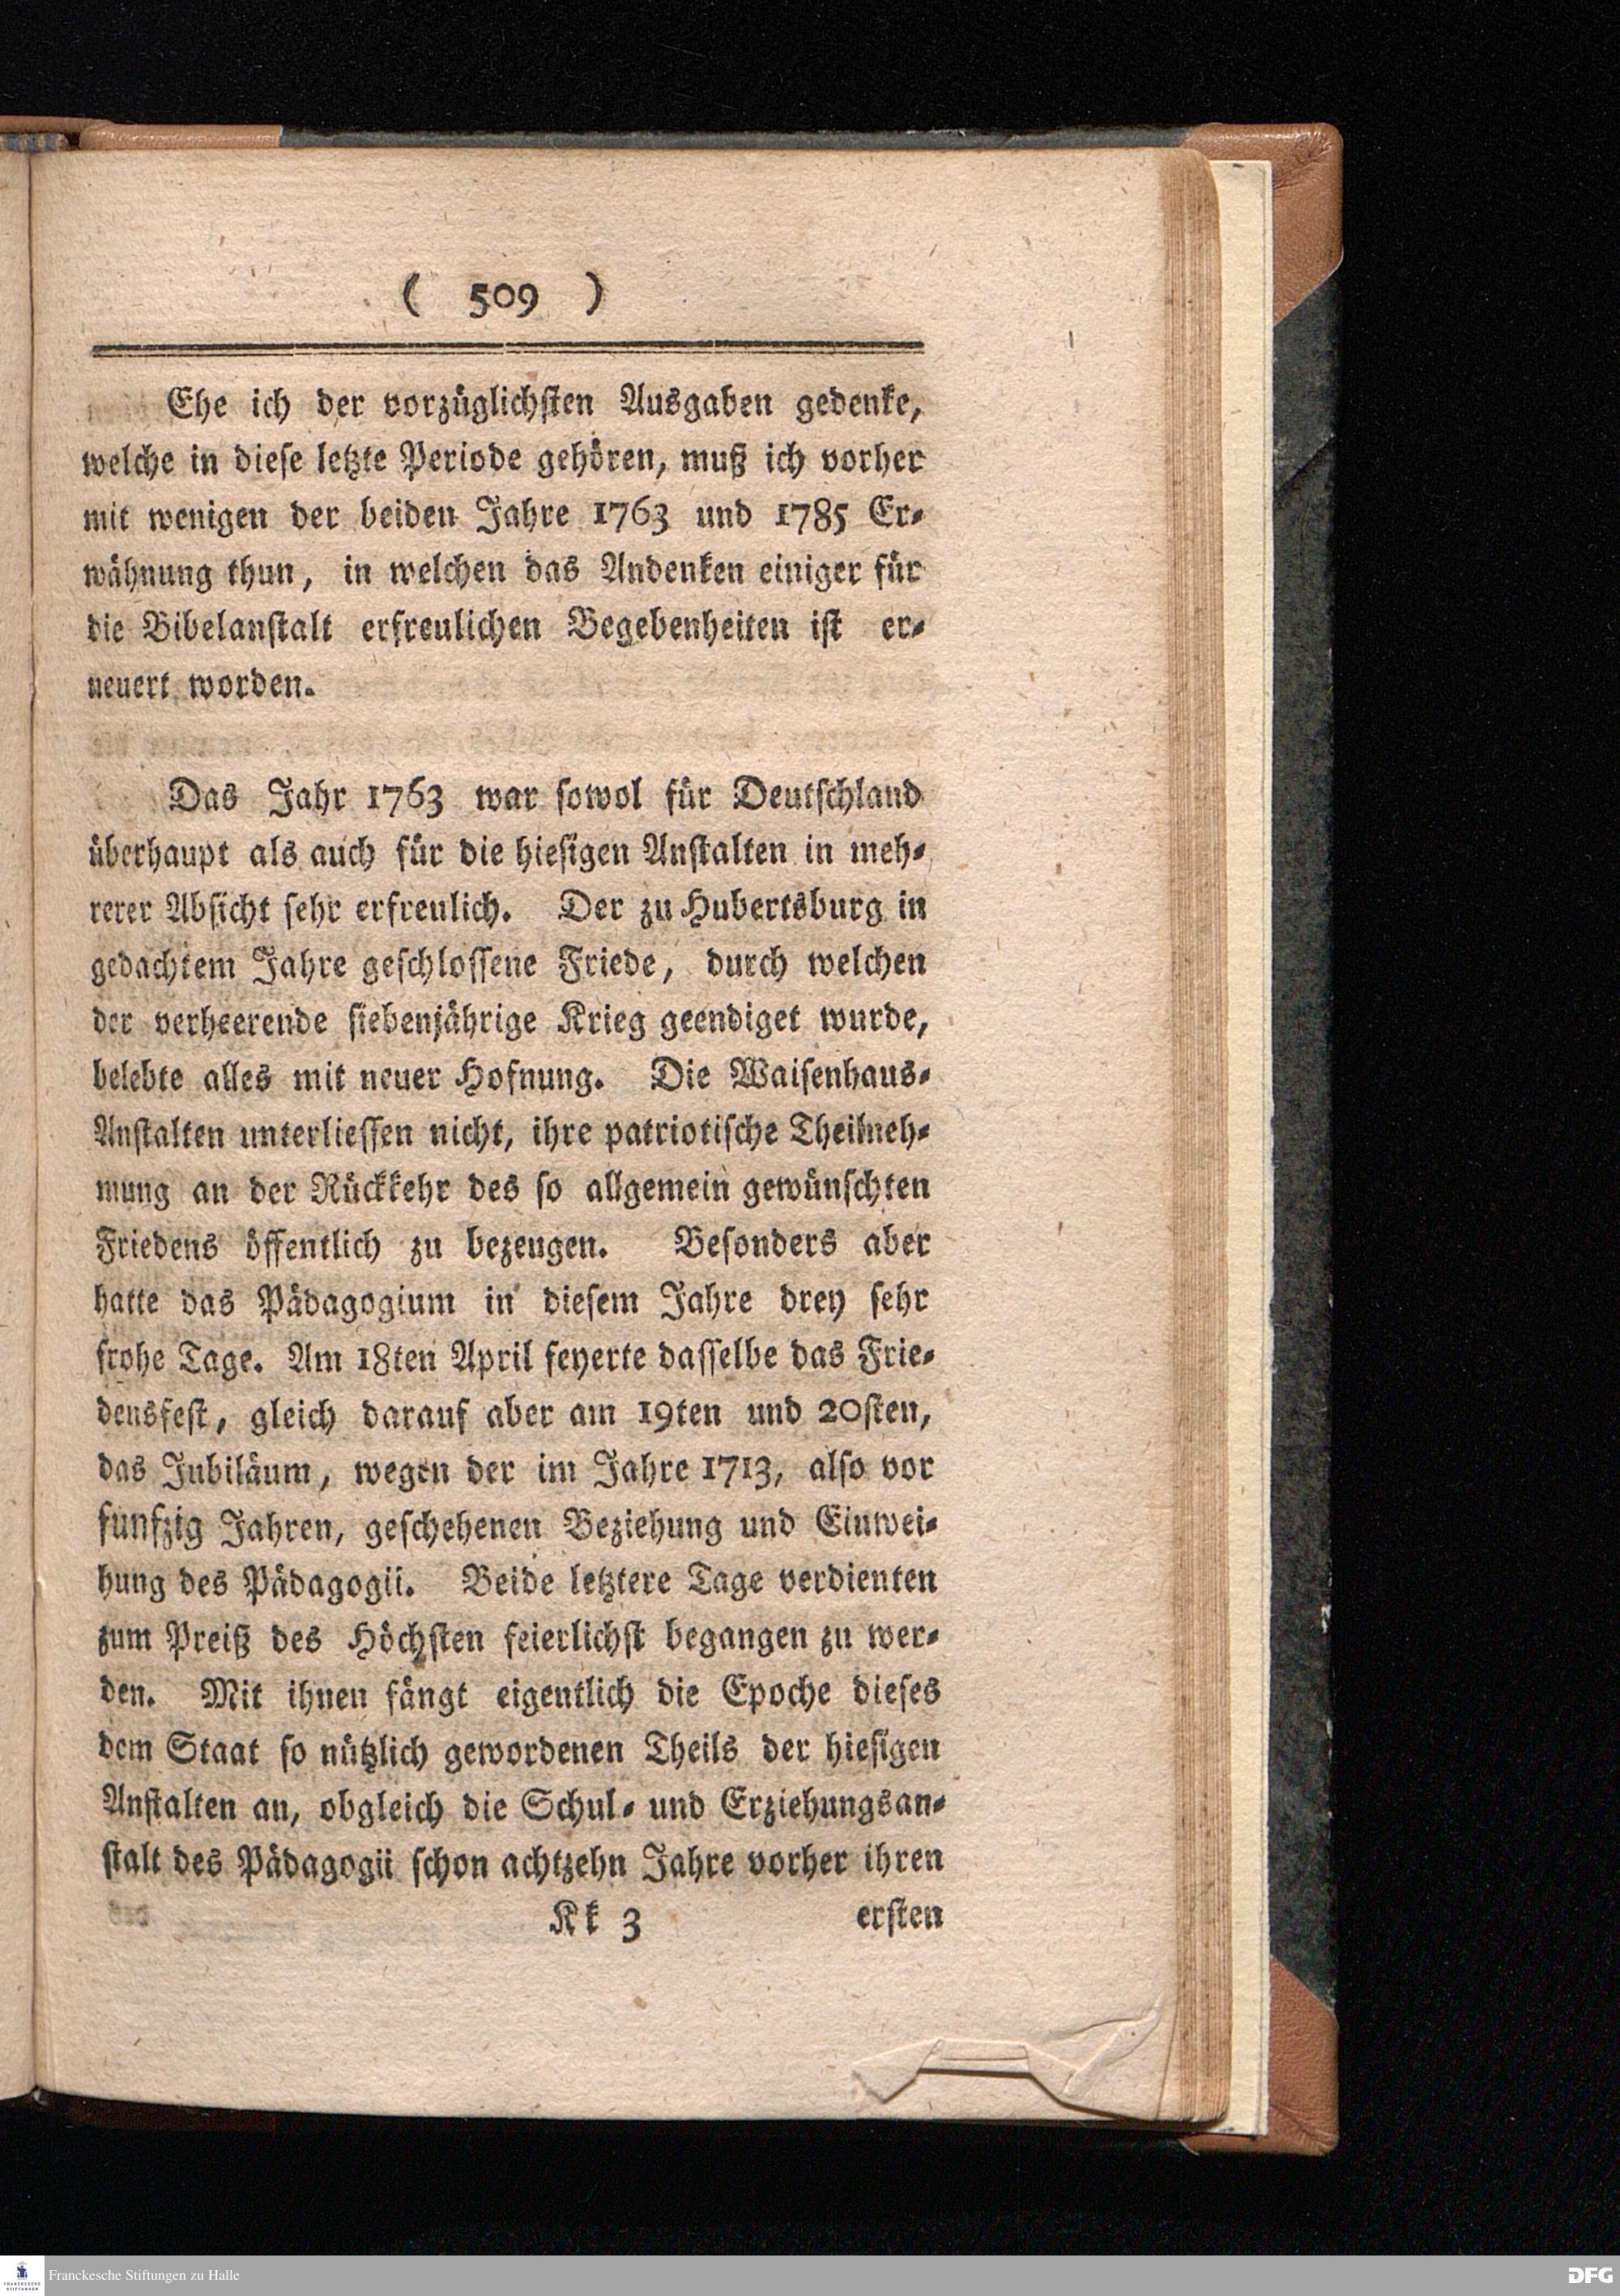 ( 509 )
Ehe ich der vorzüglichsten Ausgaben gedenke,
welche in diese letzte Periode gehören, muß ich vorher
mit wenigen der beiden Jahre 1763 und 1785 Er⸗
wähnung thun, in welchen das Andenken einiger für
die Bibelanstalt erfreulichen Begebenheiten ist er⸗
neuert worden.
Das Jahr 1763 war sowol für Deutschland
überhaupt als auch für die hiesigen Anstalten in meh⸗
rerer Absicht sehr erfreulich. Der zu Hubertsburg in
gedachtem Jahre geschlossene Friede, durch welchen
der verheerende siebenjährige Krieg geendiget wurde,
belebte alles mit neuer Hofnung. Die Waisenhaus⸗
Anstalten unterliessen nicht, ihre patriotische Theilneh⸗
mung an der Rückkehr des so allgemein gewünschten
Friedens öffentlich zu bezeugen. Besonders aber
hatte das Pädagogium in diesem Jahre drey sehr
frohe Tage. Am 18ten April feyerte dasselbe das Frie⸗
densfest, gleich darauf aber am 19ten und 20sten,
das Jubiläum, wegen der im Jahre 1713, also vor
funfzig Jahren, geschehenen Beziehung und Einwei⸗
hung des Pädagogii. Beide letztere Tage verdienten
zum Preiß des Höchsten feierlichst begangen zu wer⸗
den. Mit ihnen fängt eigentlich die Epoche dieses
dem Staat so nützlich gewordenen Theils der hiesigen
Anstalten an, obgleich die Schul⸗ und Erziehungsan⸗
stalt des Pädagogii schon achtzehn Jahre vorher ihren
Kk 3 ersten
FRANCKESCHE STIFTUNGEN
Franckesche Stiftungen zu Halle
DFG